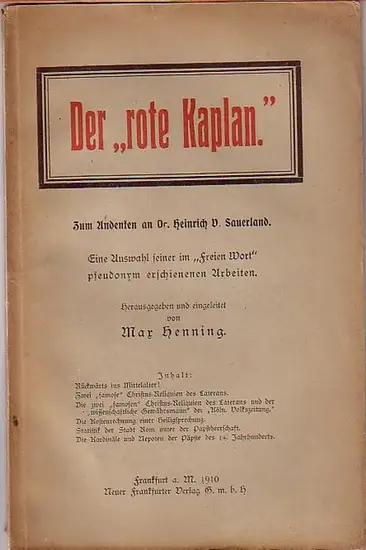 Der „rote Kaplan."
Zum Andenken an Dr. Heinrich V. Sauerland.
Eine Auswahl seiner im „Freien Wort"
pseudonym erschienenen Arbeiten.
Herausgegeben und eingeleitet
von
Max Henning.
Inhalt:
Rückwärts ins Mittelalter!
Zwei „famose" Christus-Reliquien des Laterans.
Die zwei „famosen" Christus-Reliquien des Laterans und der
„wissenschaftliche Gewährsmann" der „Köln. Volkszeitung."
Die Kostenrechnung einer Heiligsprechung.
Statistik der Stadt Rom unter der Papstherrschaft.
Die Kardinäle und Nepoten der Päpste des 14. Jahrhunderts.
Frankfurt a. M. 1910
Neuer Frankfurter Verlag G. m. b. H